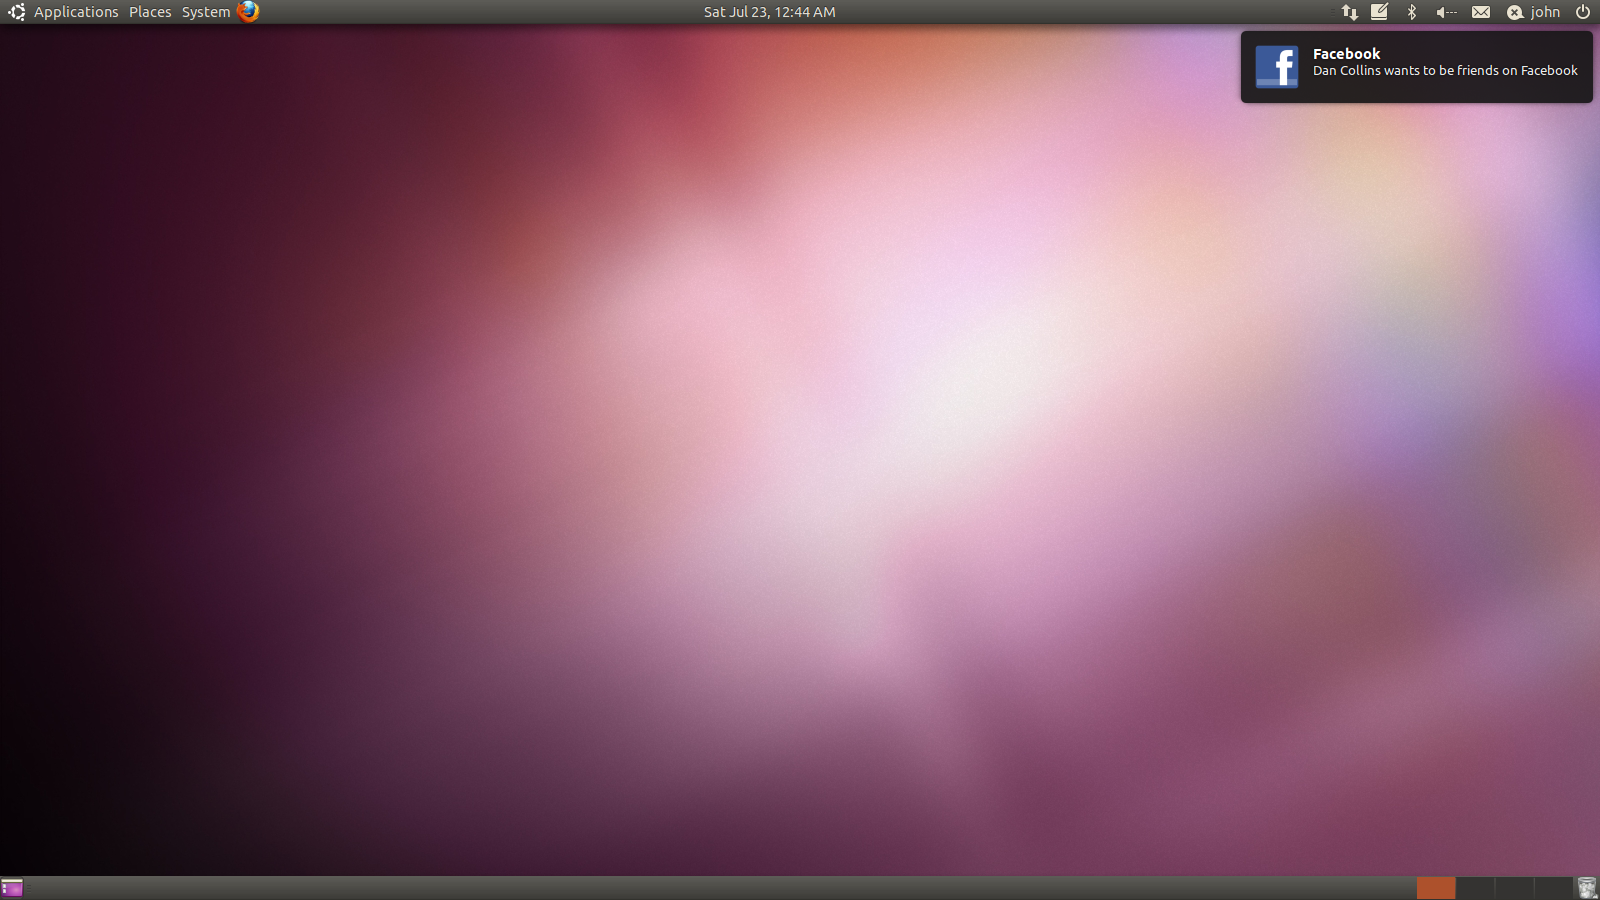 Applications Places System
Sat Jul 23, 12:44 AM
john
Facebook
Dan Collins wants to be friends on Facebook